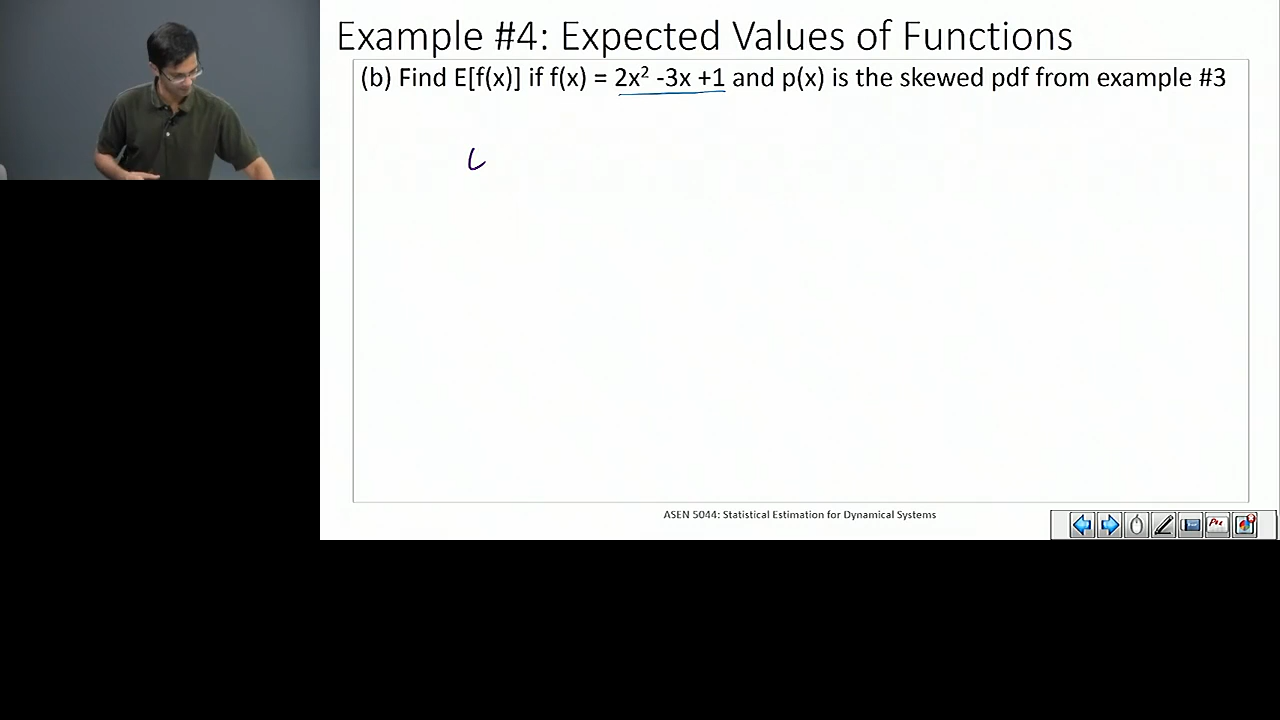 Example #4: Expected Values of Functions
(b) Find E[f(x)] if f(x) = 2x² -3x +1 and p(x) is the skewed pdf from example #3
ASEN 5044: Statistical Estimation for Dynamical Systems